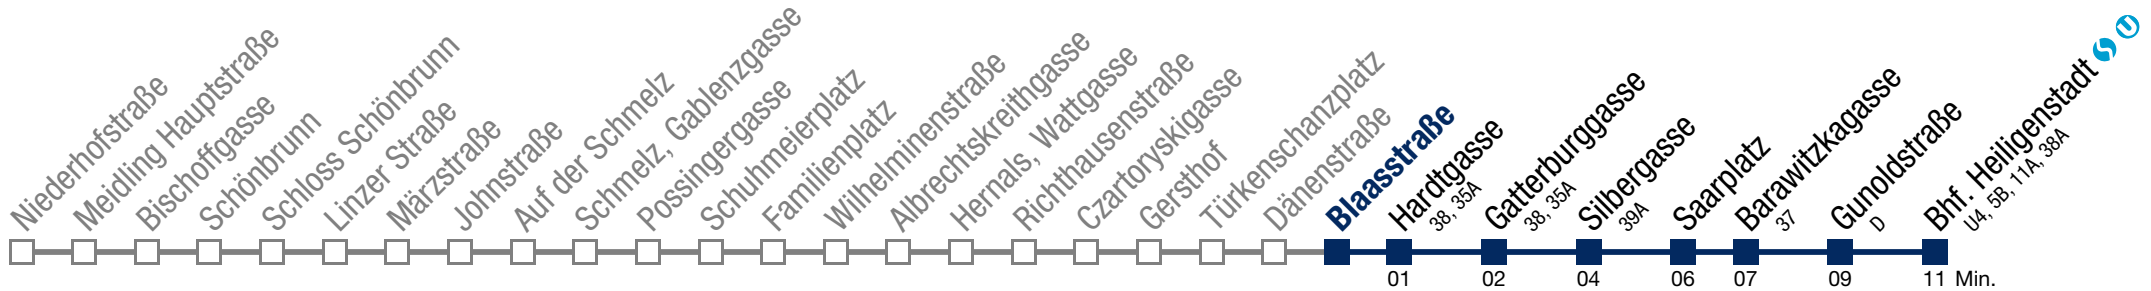 Niederhofstraße
Meidling Hauptstraße
Bischoffgasse
Schönbrunn
Schloss Schönbrunn
Linzer Straße
Märzstraße
Johnstraße
Auf der Schmelz
Schmelz, Gablenzgasse
Possingergasse
Schuhmeierplatz
Familienplatz
Wilhelminenstraße
Albrechtskreithgasse
Hernals, Wattgasse
Richthausenstraße
Czartoryskigasse
Gersthof
Türkenschanzplatz
Dänenstraße
Blaasstraße
Hardtgasse
38, 35A
Gatterburggasse
38, 35A
Silbergasse
39A
Saarplatz
Barawitzkagasse
37
Gunoldstraße
D
Bhf. Heiligenstadt S U
U4, 5B, 11A, 38A
01 02 04 06 07 09 11 Min.